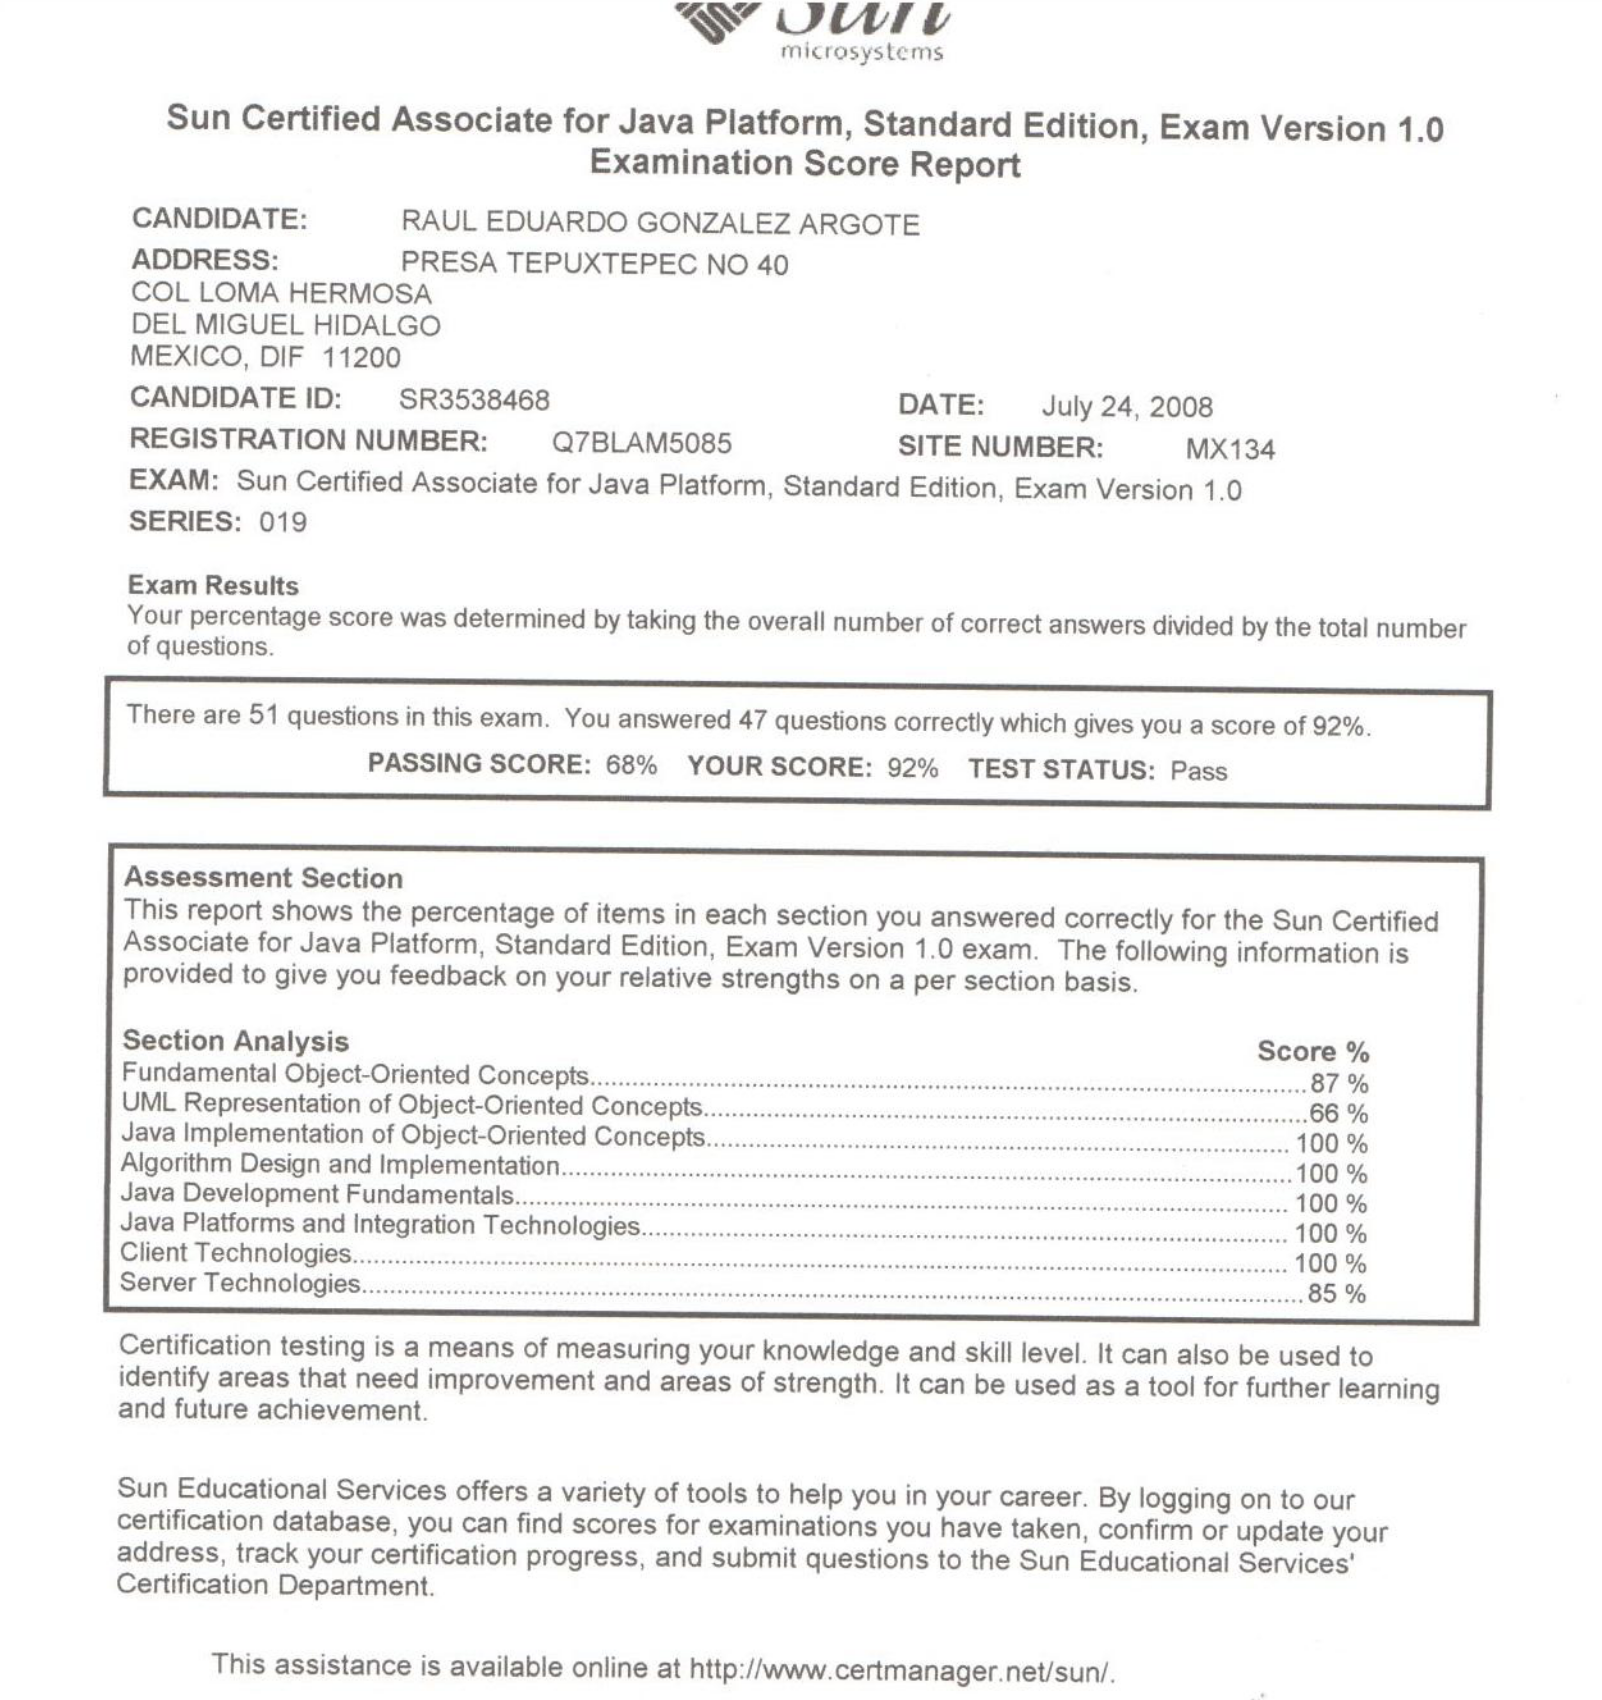 Sun
microsystems
Sun Certified Associate for Java Platform, Standard Edition, Exam Version 1.0
Examination Score Report
CANDIDATE: RAUL EDUARDO GONZALEZ ARGOTE
ADDRESS: PRESA TEPUXTEPEC NO 40
COL LOMA HERMOSA
DEL MIGUEL HIDALGO
MEXICO, DIF 11200
CANDIDATE ID: SR3538468 DATE: July 24, 2008
REGISTRATION NUMBER: Q7BLAM5085 SITE NUMBER: MX134
EXAM: Sun Certified Associate for Java Platform, Standard Edition, Exam Version 1.0
SERIES: 019
Exam Results
Your percentage score was determined by taking the overall number of correct answers divided by the total number
of questions.
There are 51 questions in this exam. You answered 47 questions correctly which gives you a score of 92%.
PASSING SCORE: 68% YOUR SCORE: 92% TEST STATUS: Pass
Assessment Section
This report shows the percentage of items in each section you answered correctly for the Sun Certified
Associate for Java Platform, Standard Edition, Exam Version 1.0 exam. The following information is
provided to give you feedback on your relative strengths on a per section basis.
Section Analysis Score %
Fundamental Object-Oriented Concepts 87 %
UML Representation of Object-Oriented Concepts 66 %
Java Implementation of Object-Oriented Concepts 100 %
Algorithm Design and Implementation 100 %
Java Development Fundamentals 100 %
Java Platforms and Integration Technologies 100 %
Client Technologies 100 %
Server Technologies 85 %
Certification testing is a means of measuring your knowledge and skill level. It can also be used to
identify areas that need improvement and areas of strength. It can be used as a tool for further learning
and future achievement.
Sun Educational Services offers a variety of tools to help you in your career. By logging on to our
certification database, you can find scores for examinations you have taken, confirm or update your
address, track your certification progress, and submit questions to the Sun Educational Services'
Certification Department.
This assistance is available online at http://www.certmanager.net/sun/.